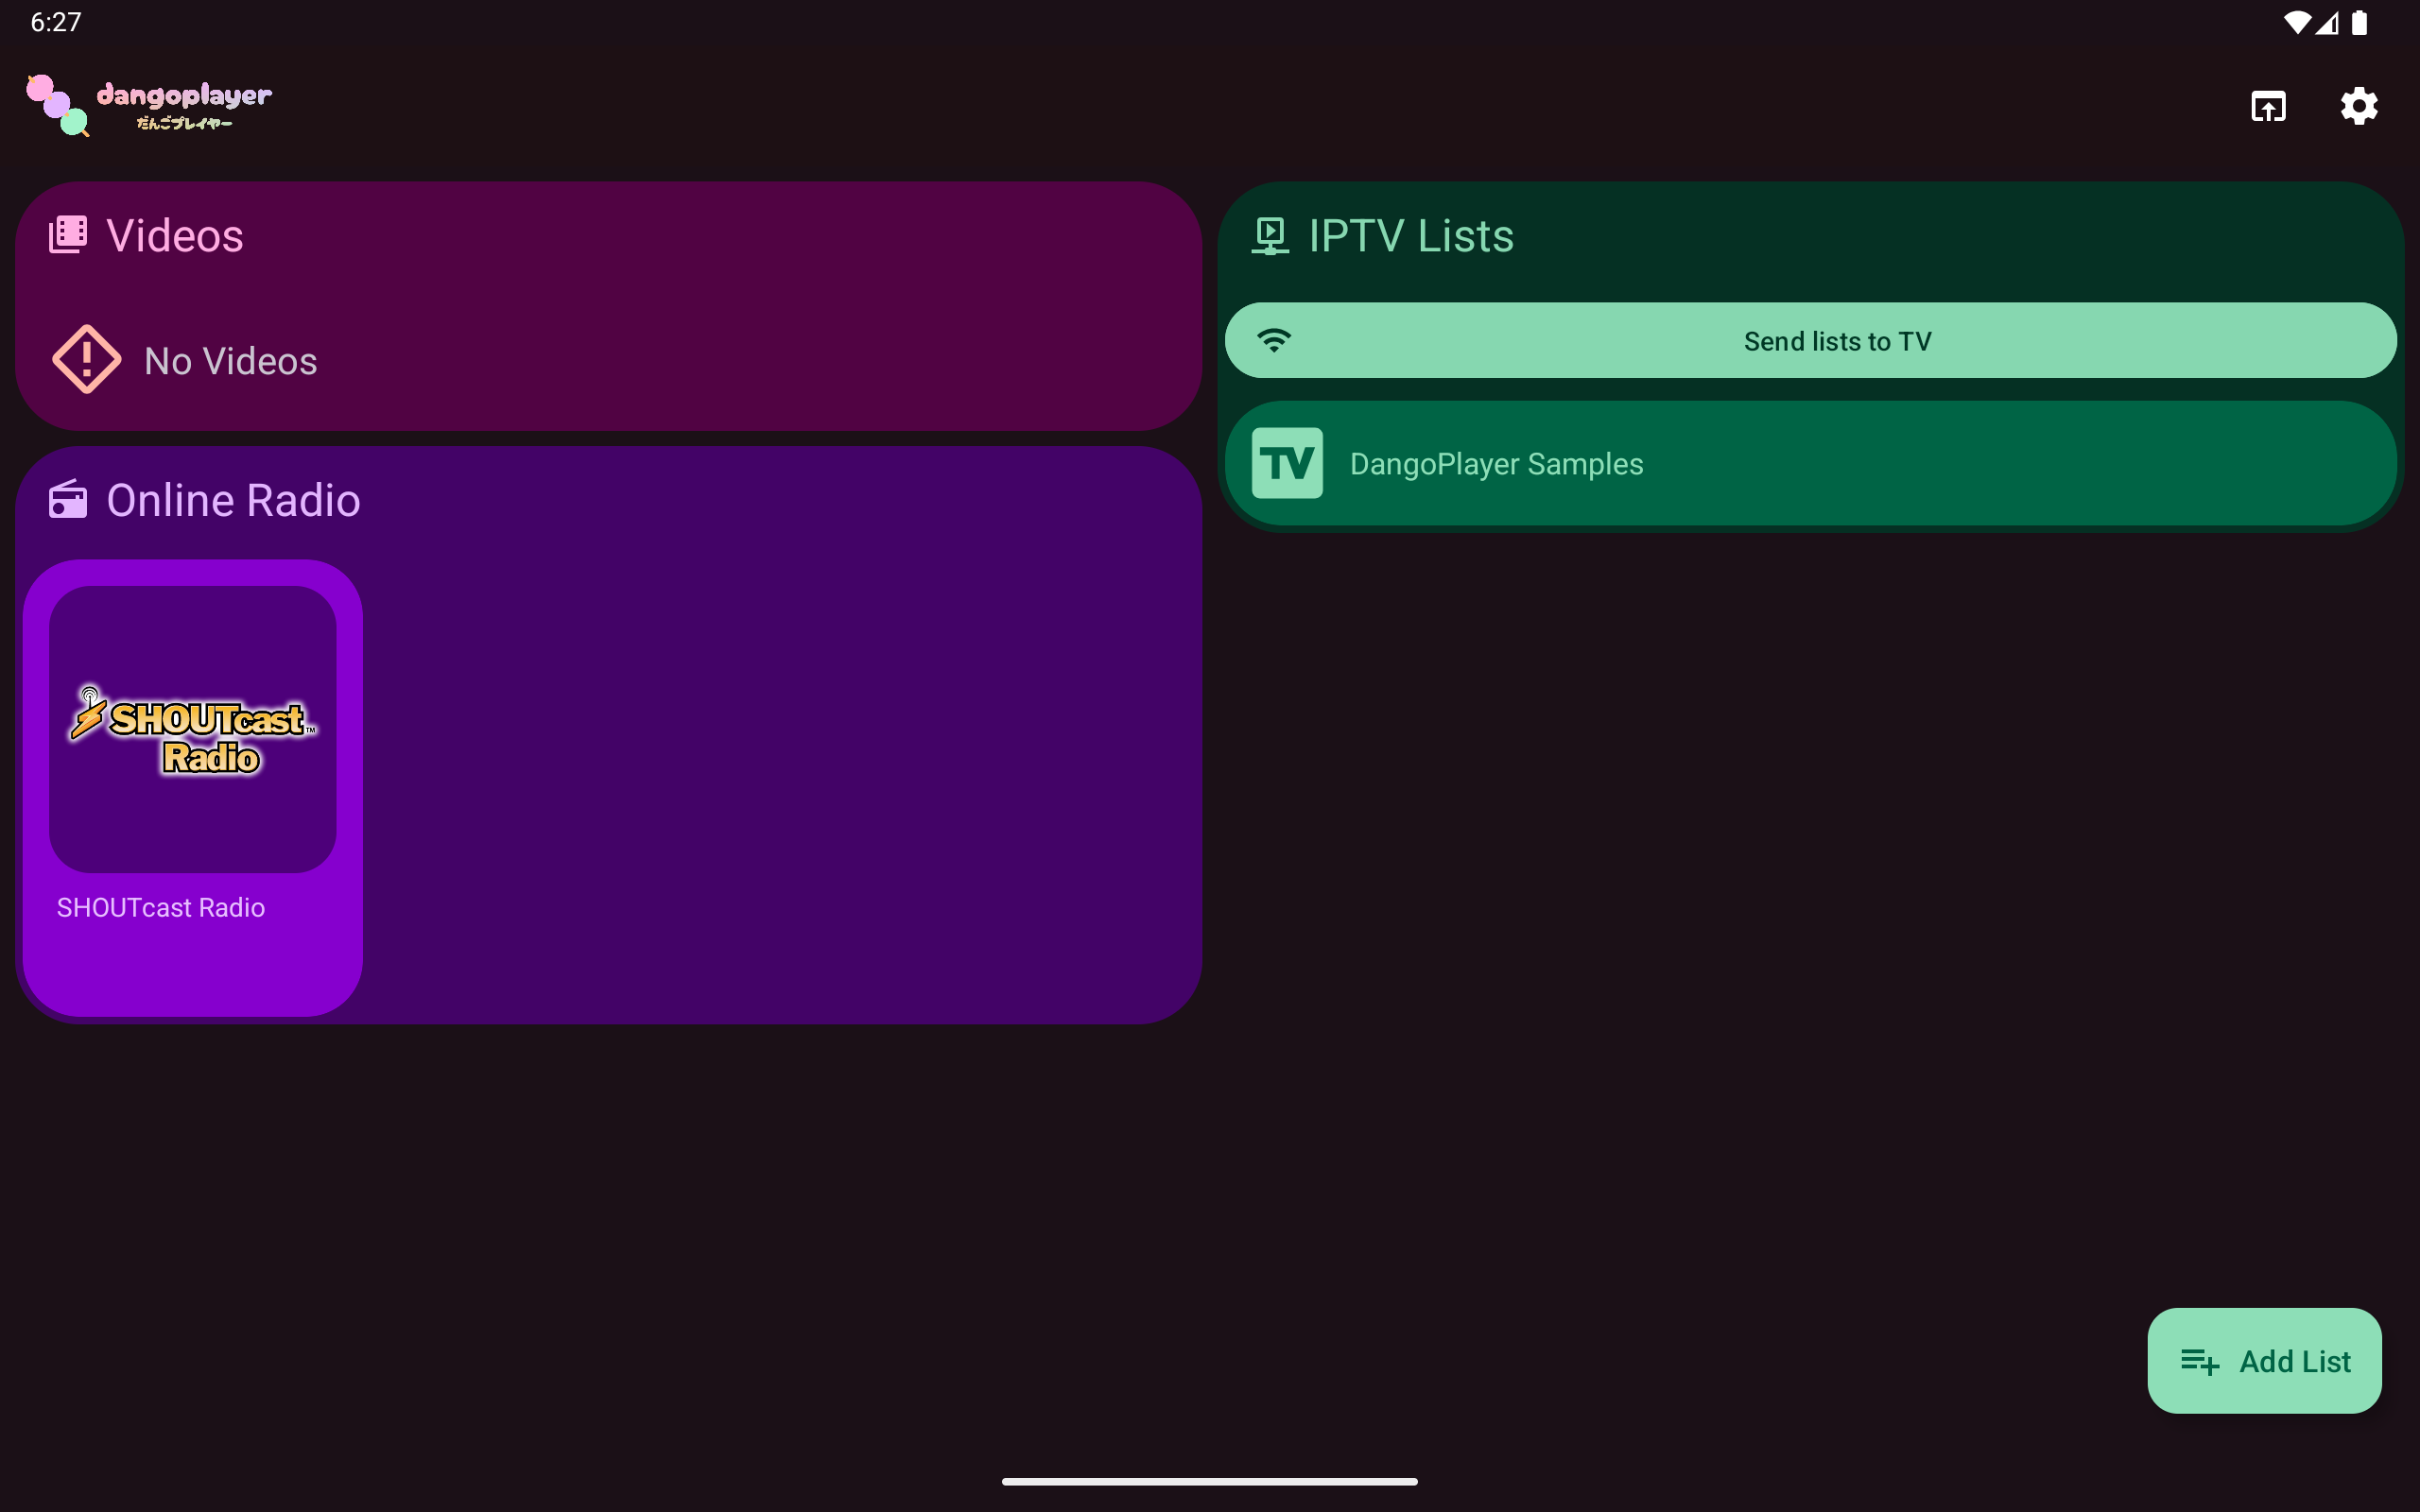 6:27
dangoplayer
だんごプレイヤー
Videos
No Videos
Online Radio
SHOUTcast™
Radio
SHOUTcast Radio
IPTV Lists
Send lists to TV
TV
DangoPlayer Samples
Add List